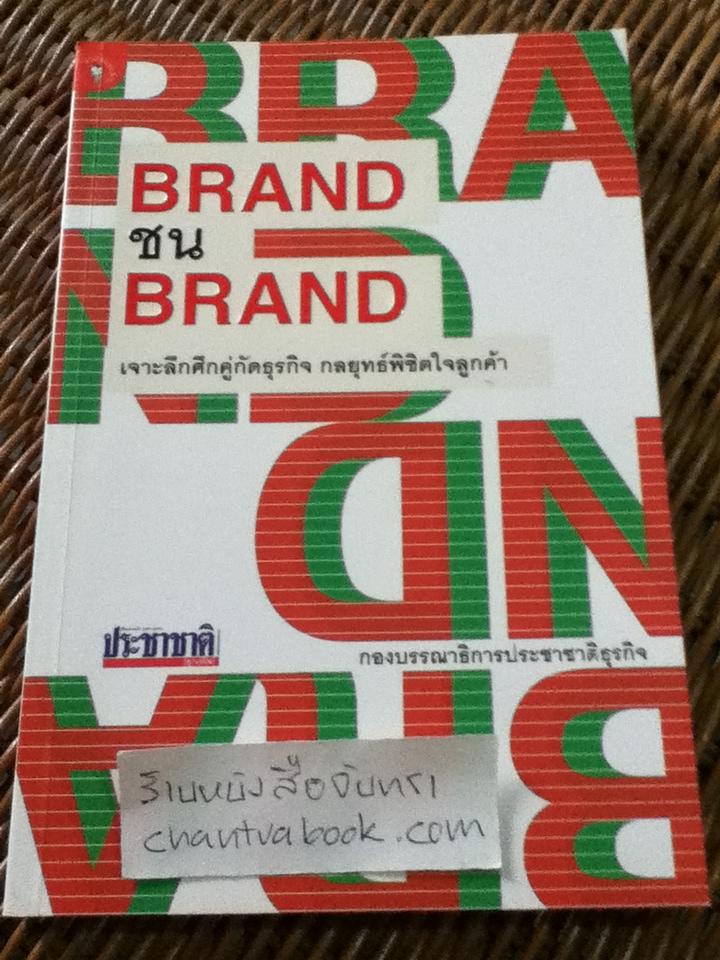 BRA
BRAND
ชน
BRAND
เจาะลึกศึกคู่กัดธุรกิจ กลยุทธ์พิชิตใจลูกค้า
ND
ประชาชาติ
กองบรรณาธิการประชาชาติธุรกิจ
BRA
ร้านหนังสือจันทรา
chantrabook.com